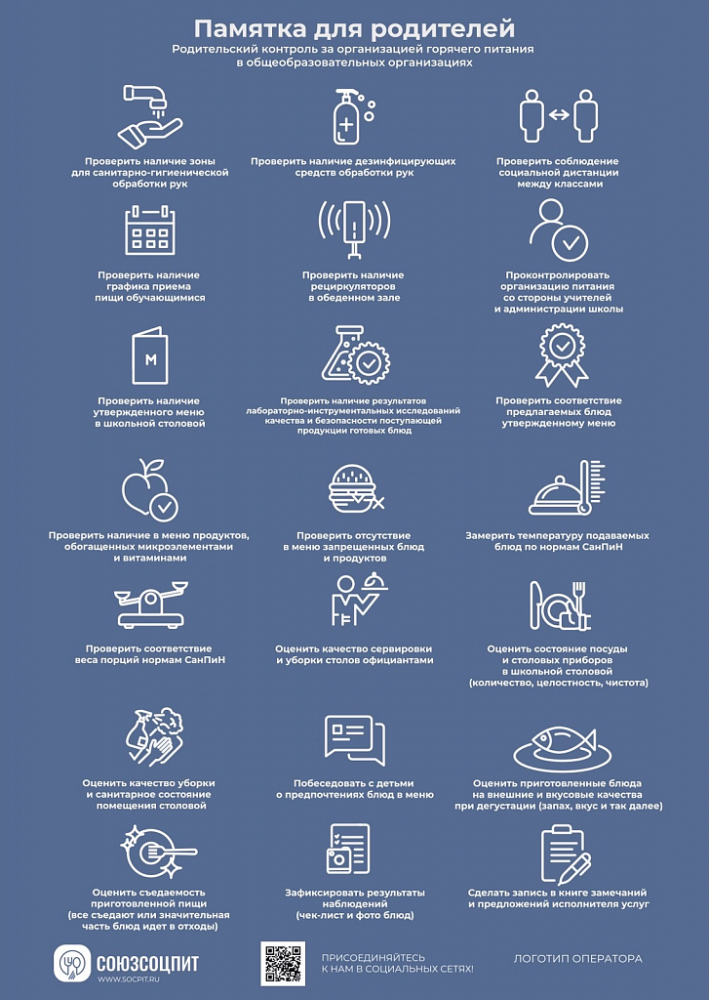 Памятка для родителей
Родительский контроль за организацией горячего питания
в общеобразовательных организациях
Проверить наличие зоны
для санитарно-гигиенической
обработки рук
Проверить наличие дезинфицирующих
средств обработки рук
Проверить соблюдение
социальной дистанции
между классами
Проверить наличие
графика приема
пищи обучающимися
Проверить наличие
рециркуляторов
в обеденном зале
Проконтролировать
организацию питания
со стороны учителей
и администрации школы
М
Проверить наличие
утвержденного меню
в школьной столовой
Проверить наличие результатов
лабораторно-инструментальных исследований
качества и безопасности поступающей
продукции готовых блюд
Проверить соответствие
предлагаемых блюд
утвержденному меню
Проверить наличие в меню продуктов,
обогащенных микроэлементами
и витаминами
Проверить отсутствие
в меню запрещенных блюд
и продуктов
Замерить температуру подаваемых
блюд по нормам СанПиН
Проверить соответствие
веса порций нормам СанПиН
Оценить качество сервировки
и уборки столов официантами
Оценить состояние посуды
и столовых приборов
в школьной столовой
(количество, целостность, чистота)
Оценить качество уборки
и санитарное состояние
помещения столовой
Побеседовать с детьми
о предпочтениях блюд в меню
Оценить приготовленные блюда
на внешние и вкусовые качества
при дегустации (запах, вкус и так далее)
Оценить съедаемость
приготовленной пищи
(все съедают или значительная
часть блюд идет в отходы)
Зафиксировать результаты
наблюдений
(чек-лист и фото блюд)
Сделать запись в книге замечаний
и предложений исполнителя услуг
СОЮЗСОЦПИТ
WWW.SOCPIT.RU
ПРИСОЕДИНЯЙТЕСЬ
К НАМ В СОЦИАЛЬНЫХ СЕТЯХ!
ЛОГОТИП ОПЕРАТОРА